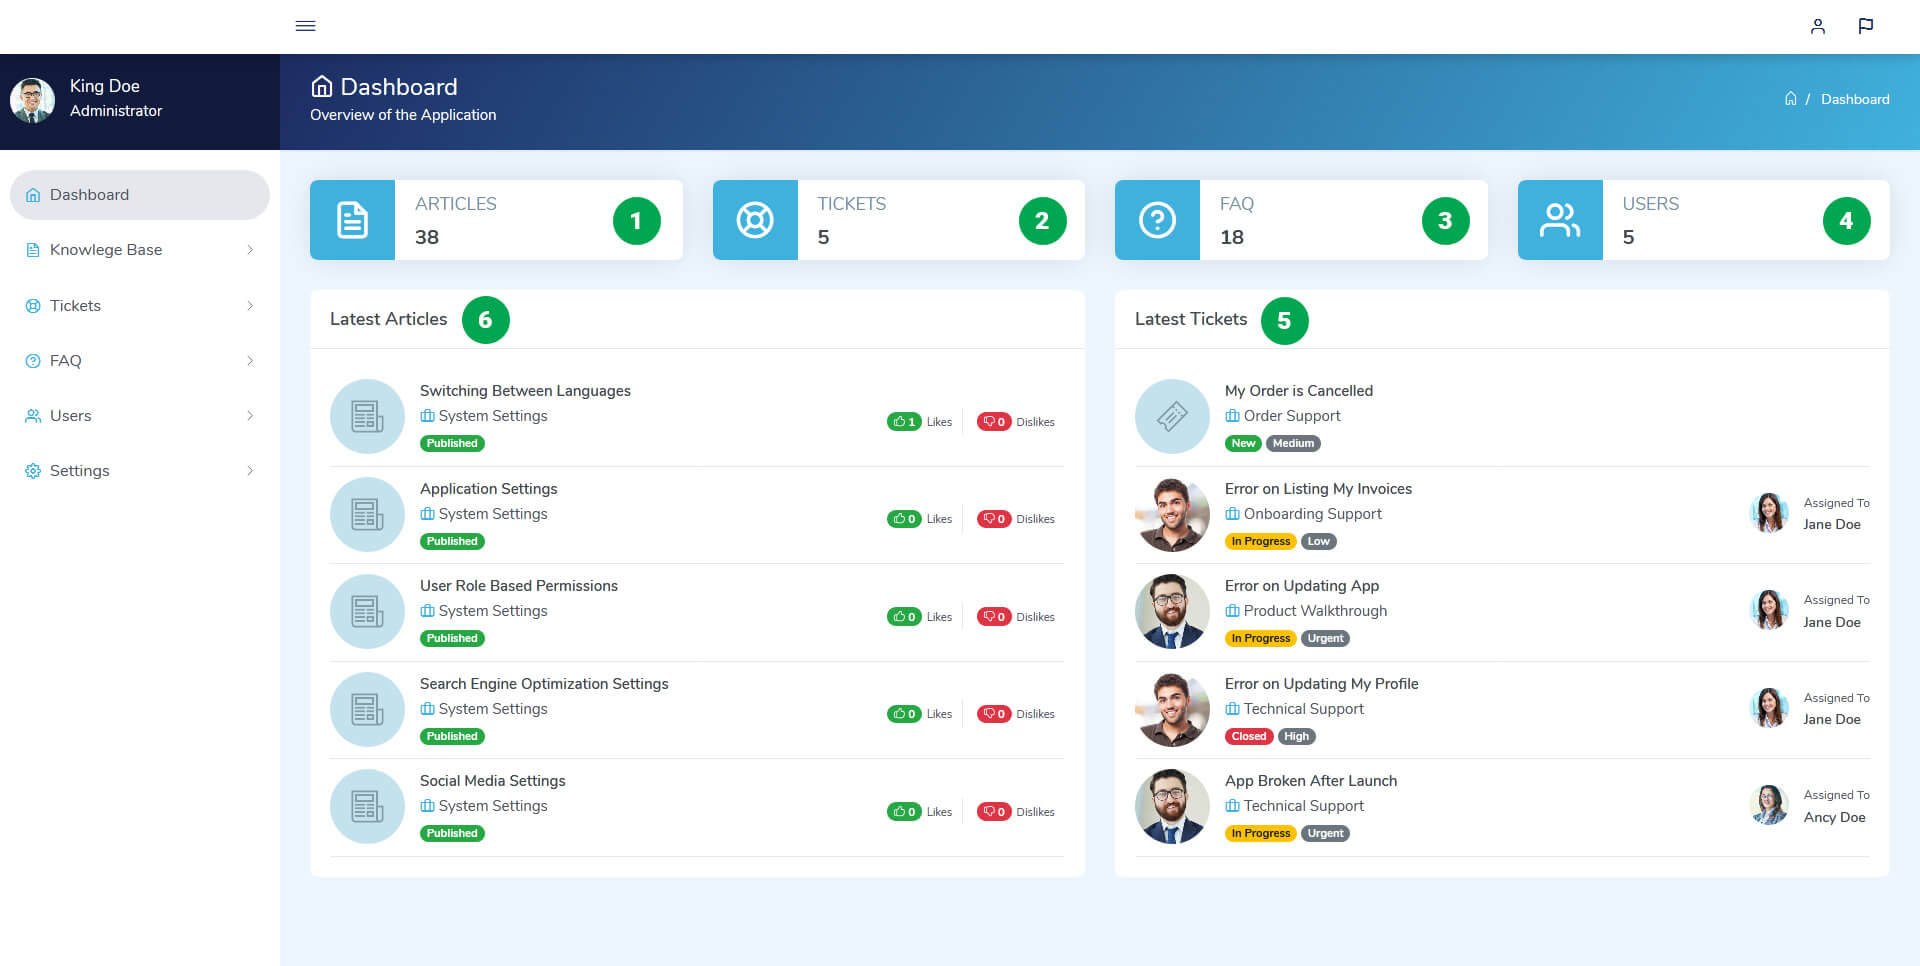 King Doe
Administrator
Dashboard
Overview of the Application
/ Dashboard
Dashboard
Knowlege Base
Tickets
FAQ
Users
Settings
ARTICLES
38
1
TICKETS
5
2
FAQ
18
3
USERS
5
4
Latest Articles 6
Switching Between Languages
System Settings
Published
1 Likes 0 Dislikes
Application Settings
System Settings
Published
0 Likes 0 Dislikes
User Role Based Permissions
System Settings
Published
0 Likes 0 Dislikes
Search Engine Optimization Settings
System Settings
Published
0 Likes 0 Dislikes
Social Media Settings
System Settings
Published
0 Likes 0 Dislikes
Latest Tickets 5
My Order is Cancelled
Order Support
New Medium
Error on Listing My Invoices
Onboarding Support
In Progress Low
Assigned To
Jane Doe
Error on Updating App
Product Walkthrough
In Progress Urgent
Assigned To
Jane Doe
Error on Updating My Profile
Technical Support
Closed High
Assigned To
Jane Doe
App Broken After Launch
Technical Support
In Progress Urgent
Assigned To
Ancy Doe